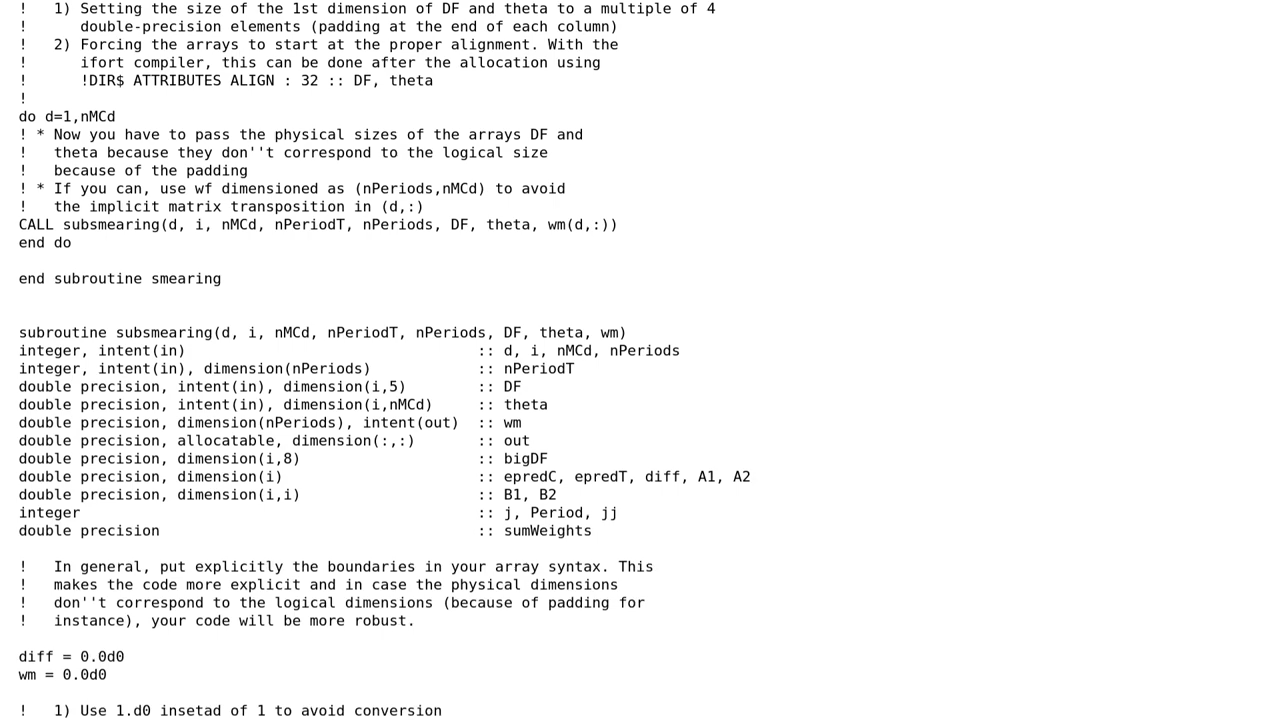 !   1) Setting the size of the 1st dimension of DF and theta to a multiple of 4
!      double-precision elements (padding at the end of each column)
!   2) Forcing the arrays to start at the proper alignment. With the
!      ifort compiler, this can be done after the allocation using
!      !DIR$ ATTRIBUTES ALIGN : 32 :: DF, theta
!
do d=1,nMCd
! * Now you have to pass the physical sizes of the arrays DF and
!   theta because they don''t correspond to the logical size
!   because of the padding
! * If you can, use wf dimensioned as (nPeriods,nMCd) to avoid
!   the implicit matrix transposition in (d,:)
CALL subsmearing(d, i, nMCd, nPeriodT, nPeriods, DF, theta, wm(d,:))
end do

end subroutine smearing


subroutine subsmearing(d, i, nMCd, nPeriodT, nPeriods, DF, theta, wm)
integer, intent(in)                                 :: d, i, nMCd, nPeriods
integer, intent(in), dimension(nPeriods)            :: nPeriodT
double precision, intent(in), dimension(i,5)        :: DF
double precision, intent(in), dimension(i,nMCd)     :: theta
double precision, dimension(nPeriods), intent(out)  :: wm
double precision, allocatable, dimension(:,:)       :: out
double precision, dimension(i,8)                    :: bigDF
double precision, dimension(i)                      :: epredC, epredT, diff, A1, A2
double precision, dimension(i,i)                    :: B1, B2
integer                                             :: j, Period, jj
double precision                                    :: sumWeights

!   In general, put explicitly the boundaries in your array syntax. This
!   makes the code more explicit and in case the physical dimensions
!   don''t correspond to the logical dimensions (because of padding for
!   instance), your code will be more robust.

diff = 0.0d0
wm = 0.0d0

!   1) Use 1.d0 insetad of 1 to avoid conversion